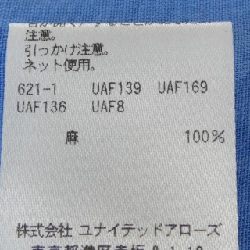 注意。
引っかけ注意。
ネット使用。
621-1 UAF139 UAF169
UAF136 UAF8
麻 100%
株式会社 ユナイテッドアローズ